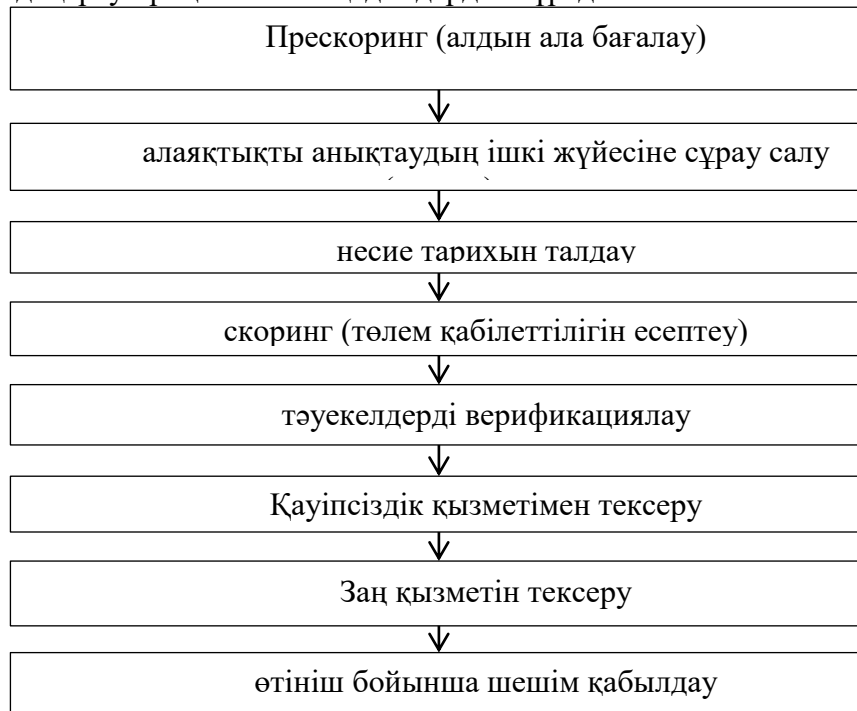 Прескоринг (алдын ала бағалау)
алаяқтықты анықтаудың ішкі жүйесіне сұрау салу
несие тарихын талдау
скоринг (төлем қабілеттілігін есептеу)
тәуекелдерді верификациялау
Қауіпсіздік қызметімен тексеру
Заң қызметін тексеру
өтініш бойынша шешім қабылдау